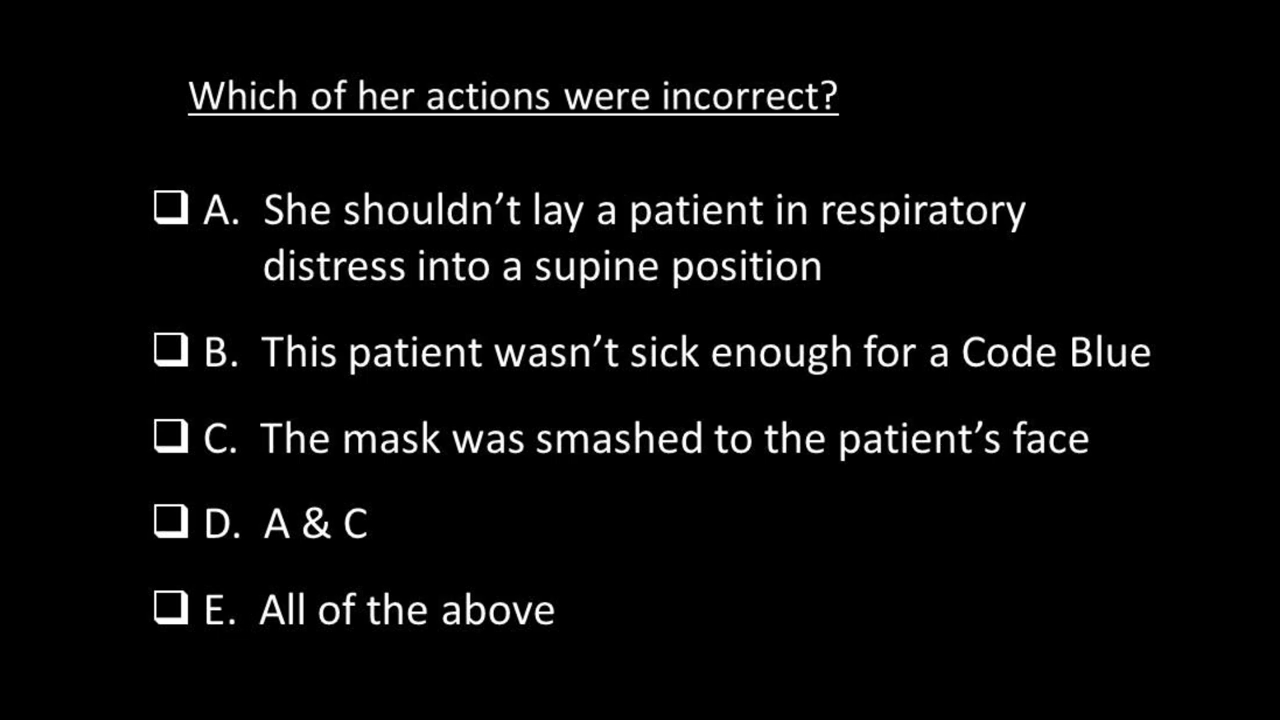 Which of her actions were incorrect?
❑ A. She shouldn’t lay a patient in respiratory
distress into a supine position
❑ B. This patient wasn’t sick enough for a Code Blue
❑ C. The mask was smashed to the patient’s face
❑ D. A & C
❑ E. All of the above